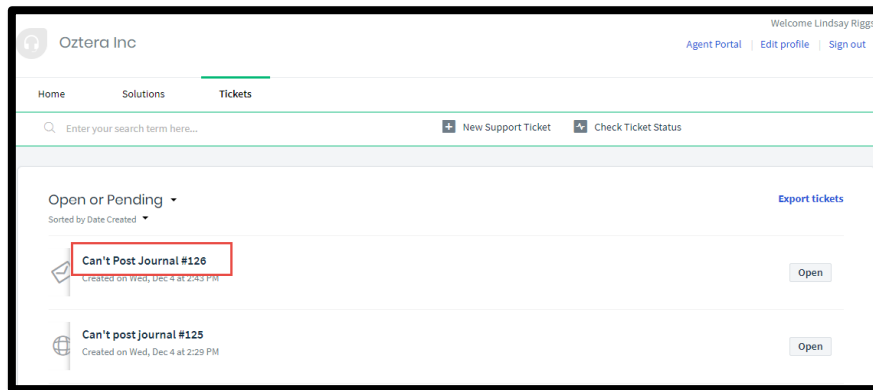 Welcome Lindsay Riggs
Oztera Inc
Agent Portal Edit profile Sign out
Home Solutions Tickets
Enter your search term here...
New Support Ticket Check Ticket Status
Open or Pending
Export tickets
Sorted by Date Created
Can't Post Journal #126
Created on Wed, Dec 4 at 2:43 PM
Open
Can't post journal #125
Created on Wed, Dec 4 at 2:29 PM
Open